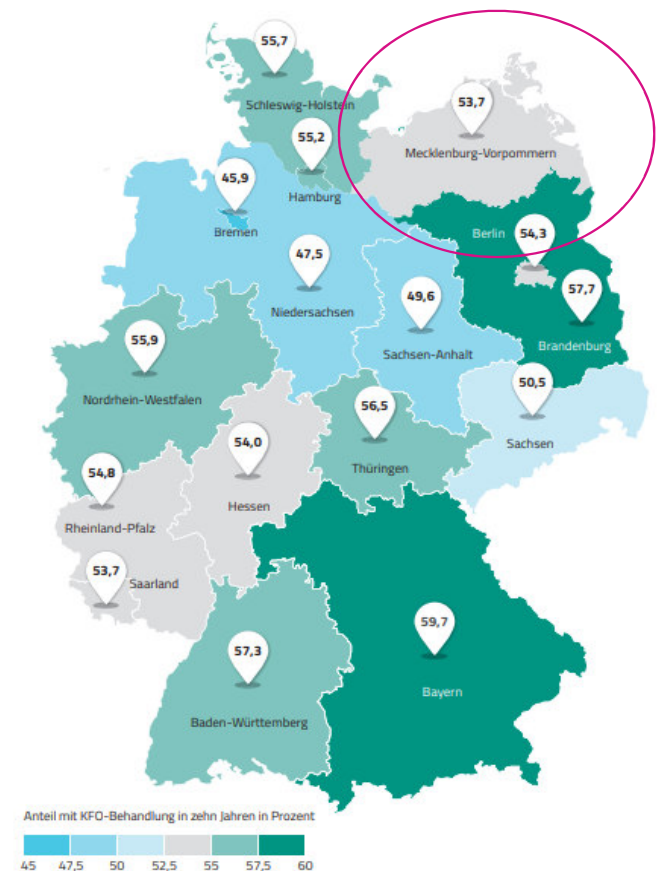 55,7
Schleswig-Holstein
53,7
Mecklenburg-Vorpommern
55,2
Hamburg
45,9
Bremen
Berlin
54,3
47,5
Niedersachsen
49,6
Sachsen-Anhalt
57,7
Brandenburg
55,9
Nordrhein-Westfalen
50,5
Sachsen
56,5
Thüringen
54,0
Hessen
54,8
Rheinland-Pfalz
53,7
Saarland
59,7
Bayern
57,3
Baden-Württemberg
Anteil mit KFO-Behandlung in zehn Jahren in Prozent
45 47,5 50 52,5 55 57,5 60